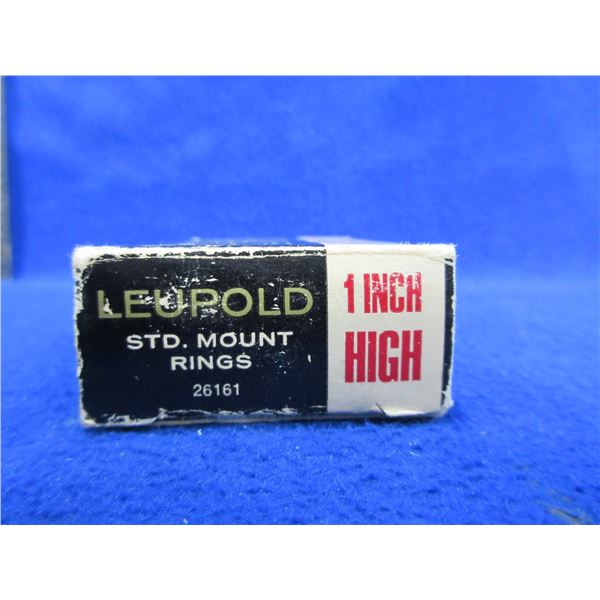 LEUPOLD
STD. MOUNT
RINGS
26161
1 INCH
HIGH